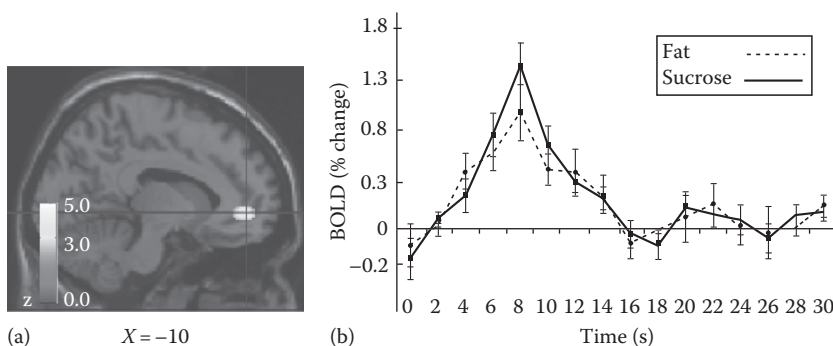 5.0
3.0
z 0.0
(a) X = −10
BOLD (% change)
1.8
1.3
0.8
0.3
0
−0.2
Fat
Sucrose
0 2 4 6 8 10 12 14 16 18 20 22 24 26 28 30
(b) Time (s)